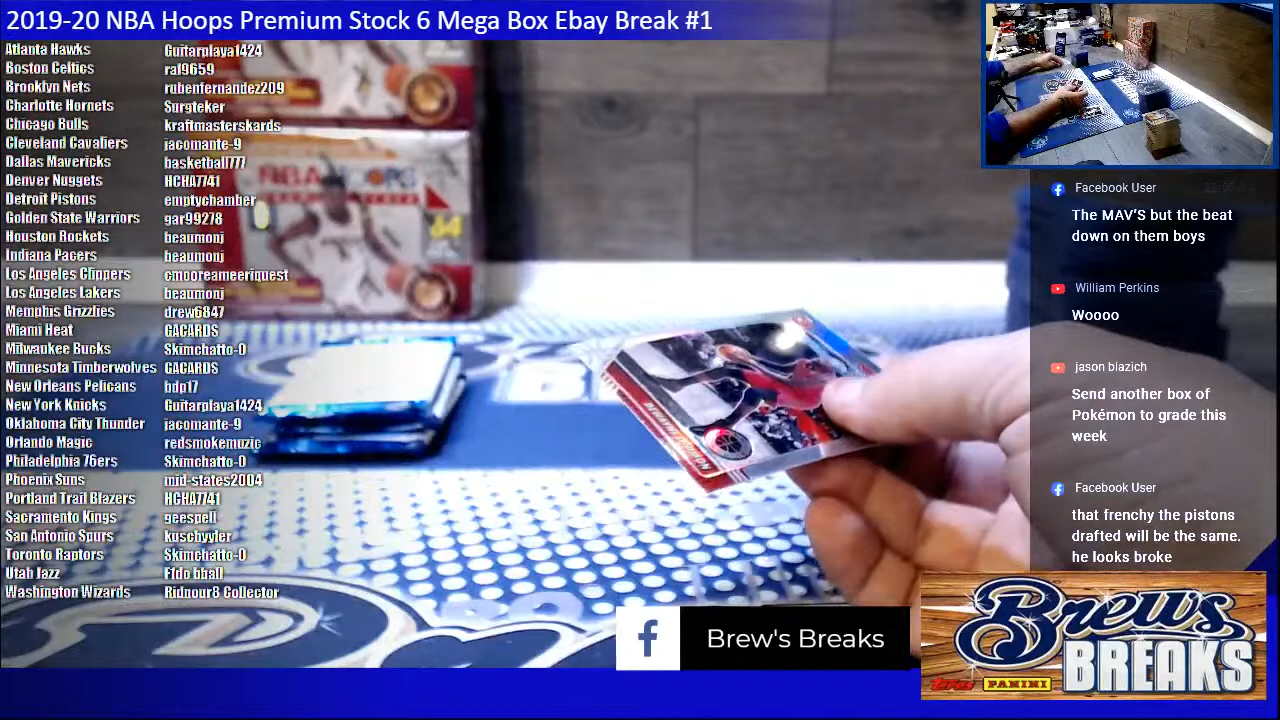 2019-20 NBA Hoops Premium Stock 6 Mega Box Ebay Break #1
Atlanta Hawks Guitarplaya1424
Boston Celtics ral9659
Brooklyn Nets rubenfernandez209
Charlotte Hornets Surgteker
Chicago Bulls kraftmasterskards
Cleveland Cavaliers jacomante-9
Dallas Mavericks basketball777
Denver Nuggets HCHA7741
Detroit Pistons emptychamber
Golden State Warriors gar99278
Houston Rockets beaumonj
Indiana Pacers beaumonj
Los Angeles Clippers cmooreameeriquest
Los Angeles Lakers beaumonj
Memphis Grizzlies drew6847
Miami Heat GACARDS
Milwaukee Bucks Skimchatto-0
Minnesota Timberwolves GACARDS
New Orleans Pelicans bdp17
New York Knicks Guitarplaya1424
Oklahoma City Thunder jacomante-9
Orlando Magic redsmokemuzic
Philadelphia 76ers Skimchatto-0
Phoenix Suns mid-states2004
Portland Trail Blazers HCHA7741
Sacramento Kings geespell
San Antonio Spurs kuschyyler
Toronto Raptors Skimchatto-0
Utah Jazz Ffdo bball
Washington Wizards Ridnour8 Collector
NBA HOOPS
Facebook User
The MAV'S but the beat
down on them boys
William Perkins
Woooo
jason blazich
Send another box of
Pokémon to grade this
week
Facebook User
that frenchy the pistons
drafted will be the same.
he looks broke
Brew's Breaks
Brew's
BREAKS
Topps PANINI